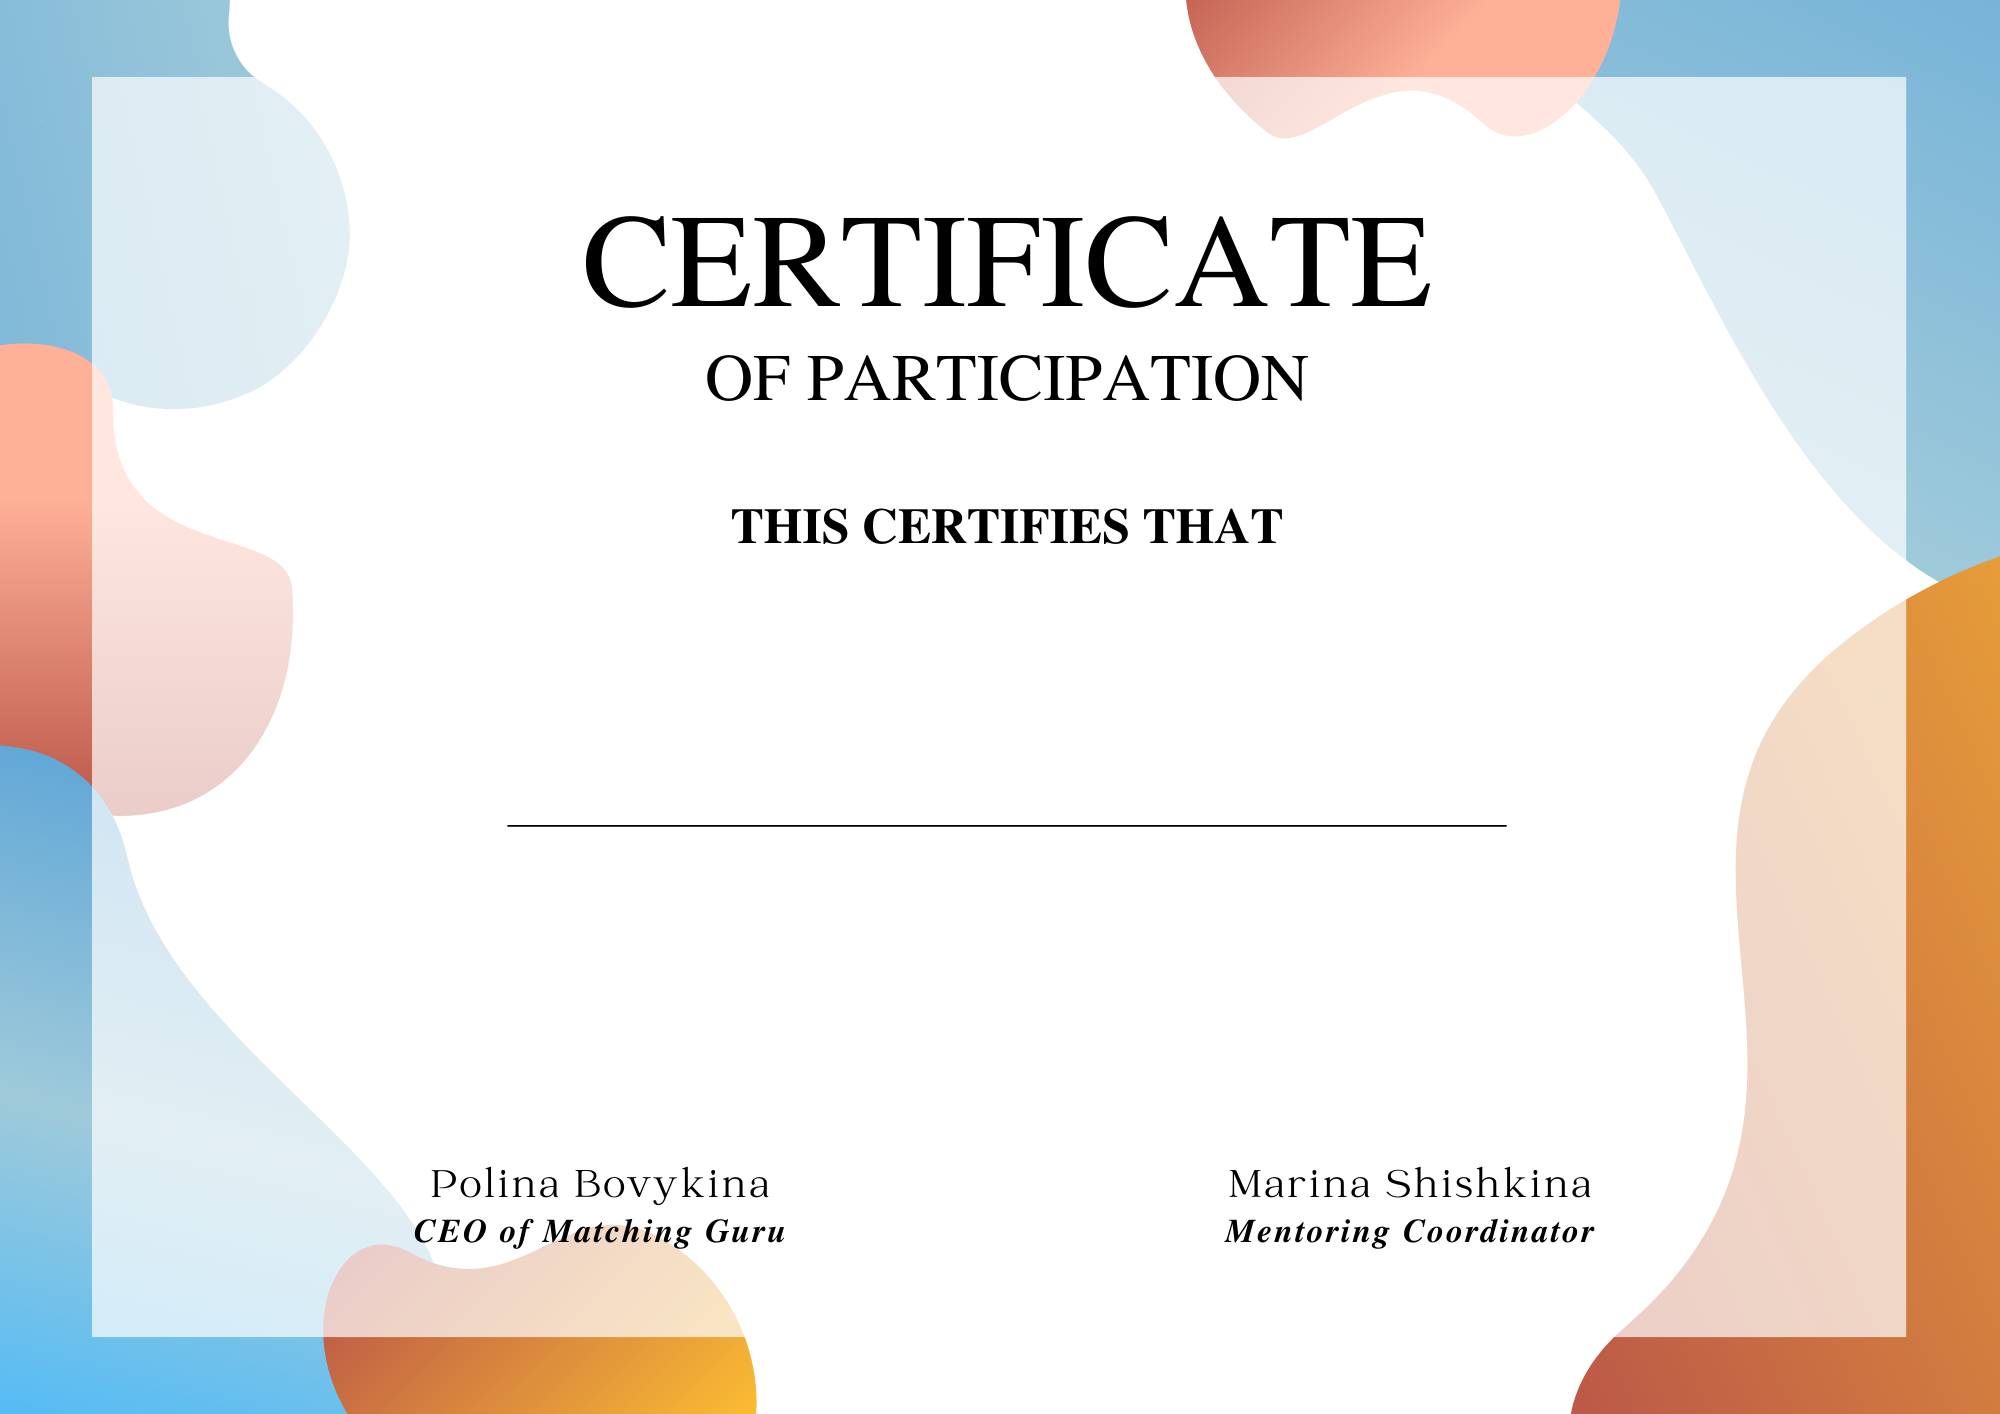 CERTIFICATE
OF PARTICIPATION
THIS CERTIFIES THAT
Polina Bovykina
CEO of Matching Guru
Marina Shishkina
Mentoring Coordinator